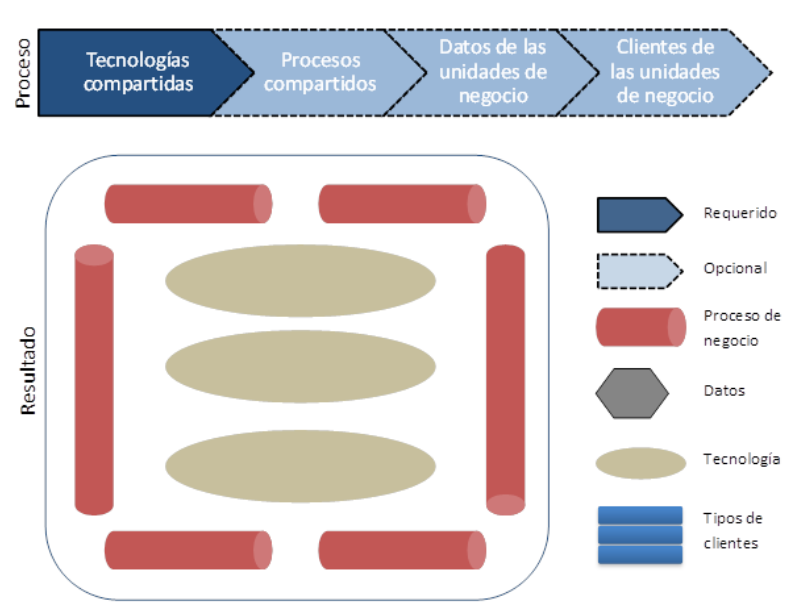 Proceso
Tecnologías
compartidas
Procesos
compartidos
Datos de las
unidades de
negocio
Clientes de
las unidades
de negocio
Resultado
Requerido
Opcional
Proceso de
negocio
Datos
Tecnología
Tipos de
clientes